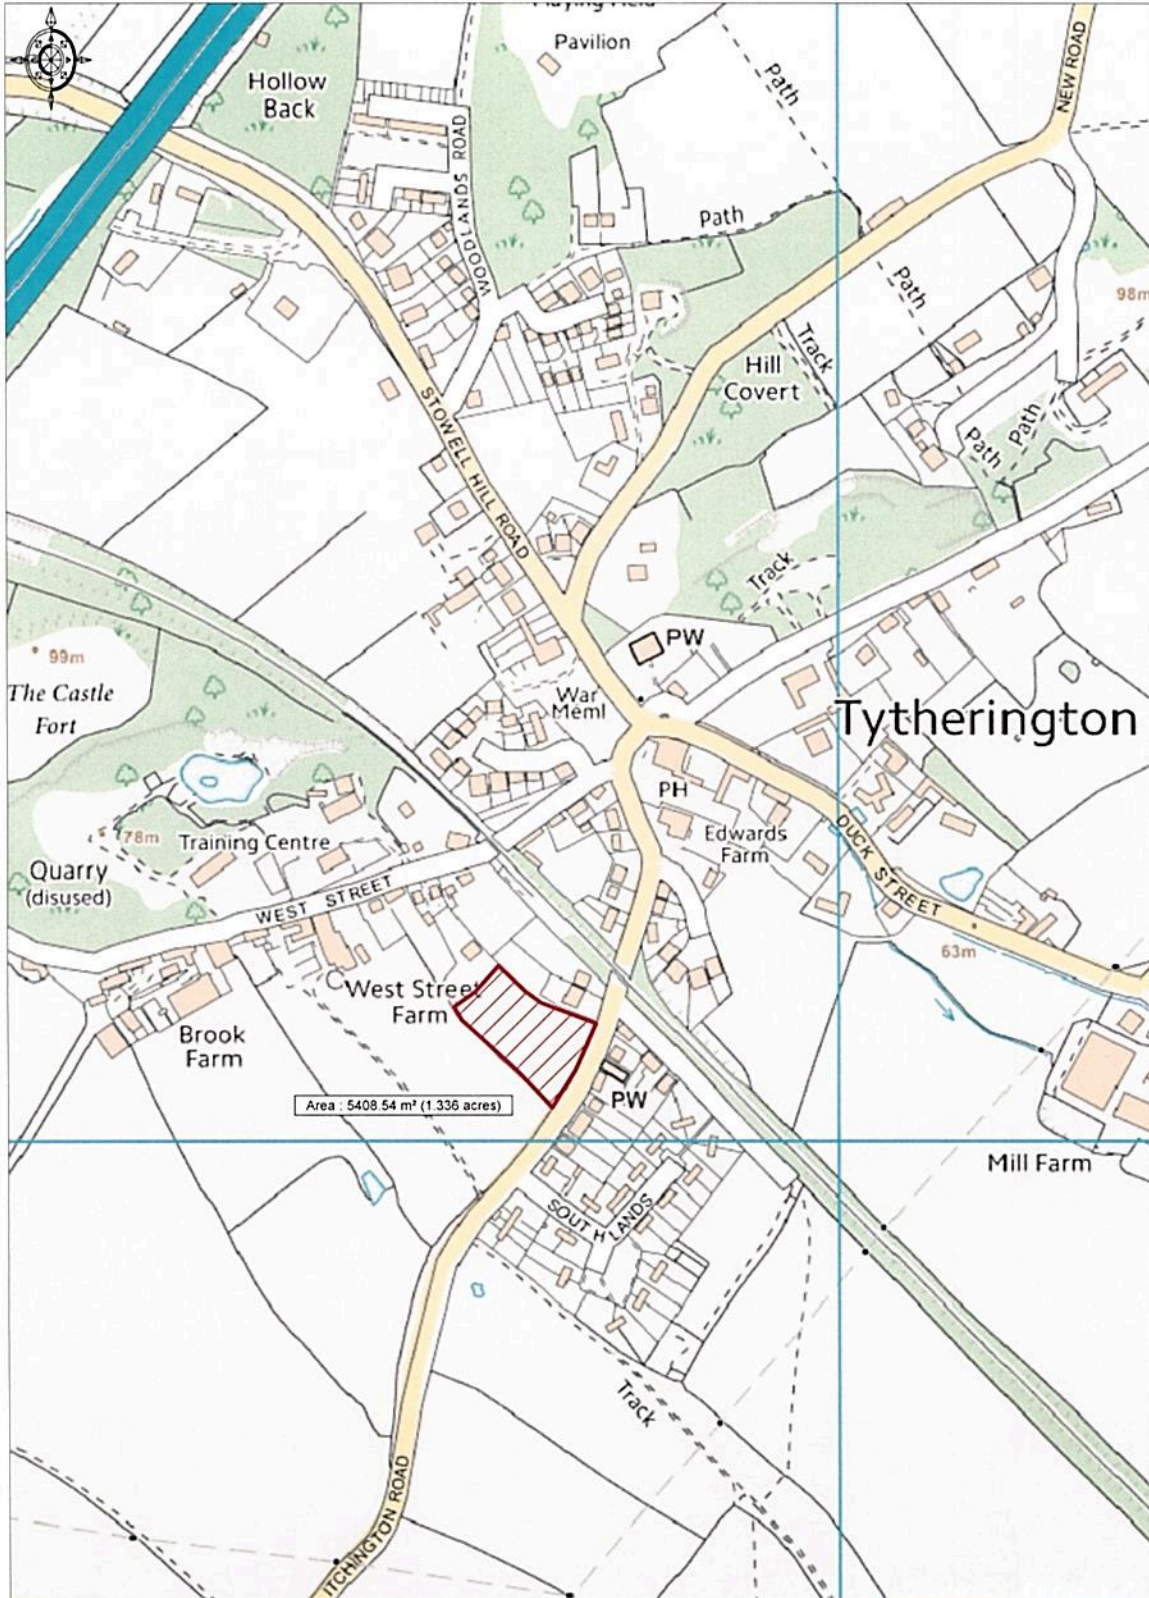 Playing Field
Pavilion
NEW ROAD
Hollow
Back
Path
WOODLANDS ROAD
Path
Path
98m
Hill
Covert
Track
STOWELL HILL ROAD
Path
Path
Track
PW
99m
The Castle
Fort
War
Meml
Tytherington
PH
78m
Training Centre
Edwards
Farm
DUCK STREET
Quarry
(disused)
WEST STREET
63m
West Street
Farm
Brook
Farm
Area : 5408.54 m² (1.336 acres)
PW
Mill Farm
SOUTHLANDS
Track
ITCHINGTON ROAD